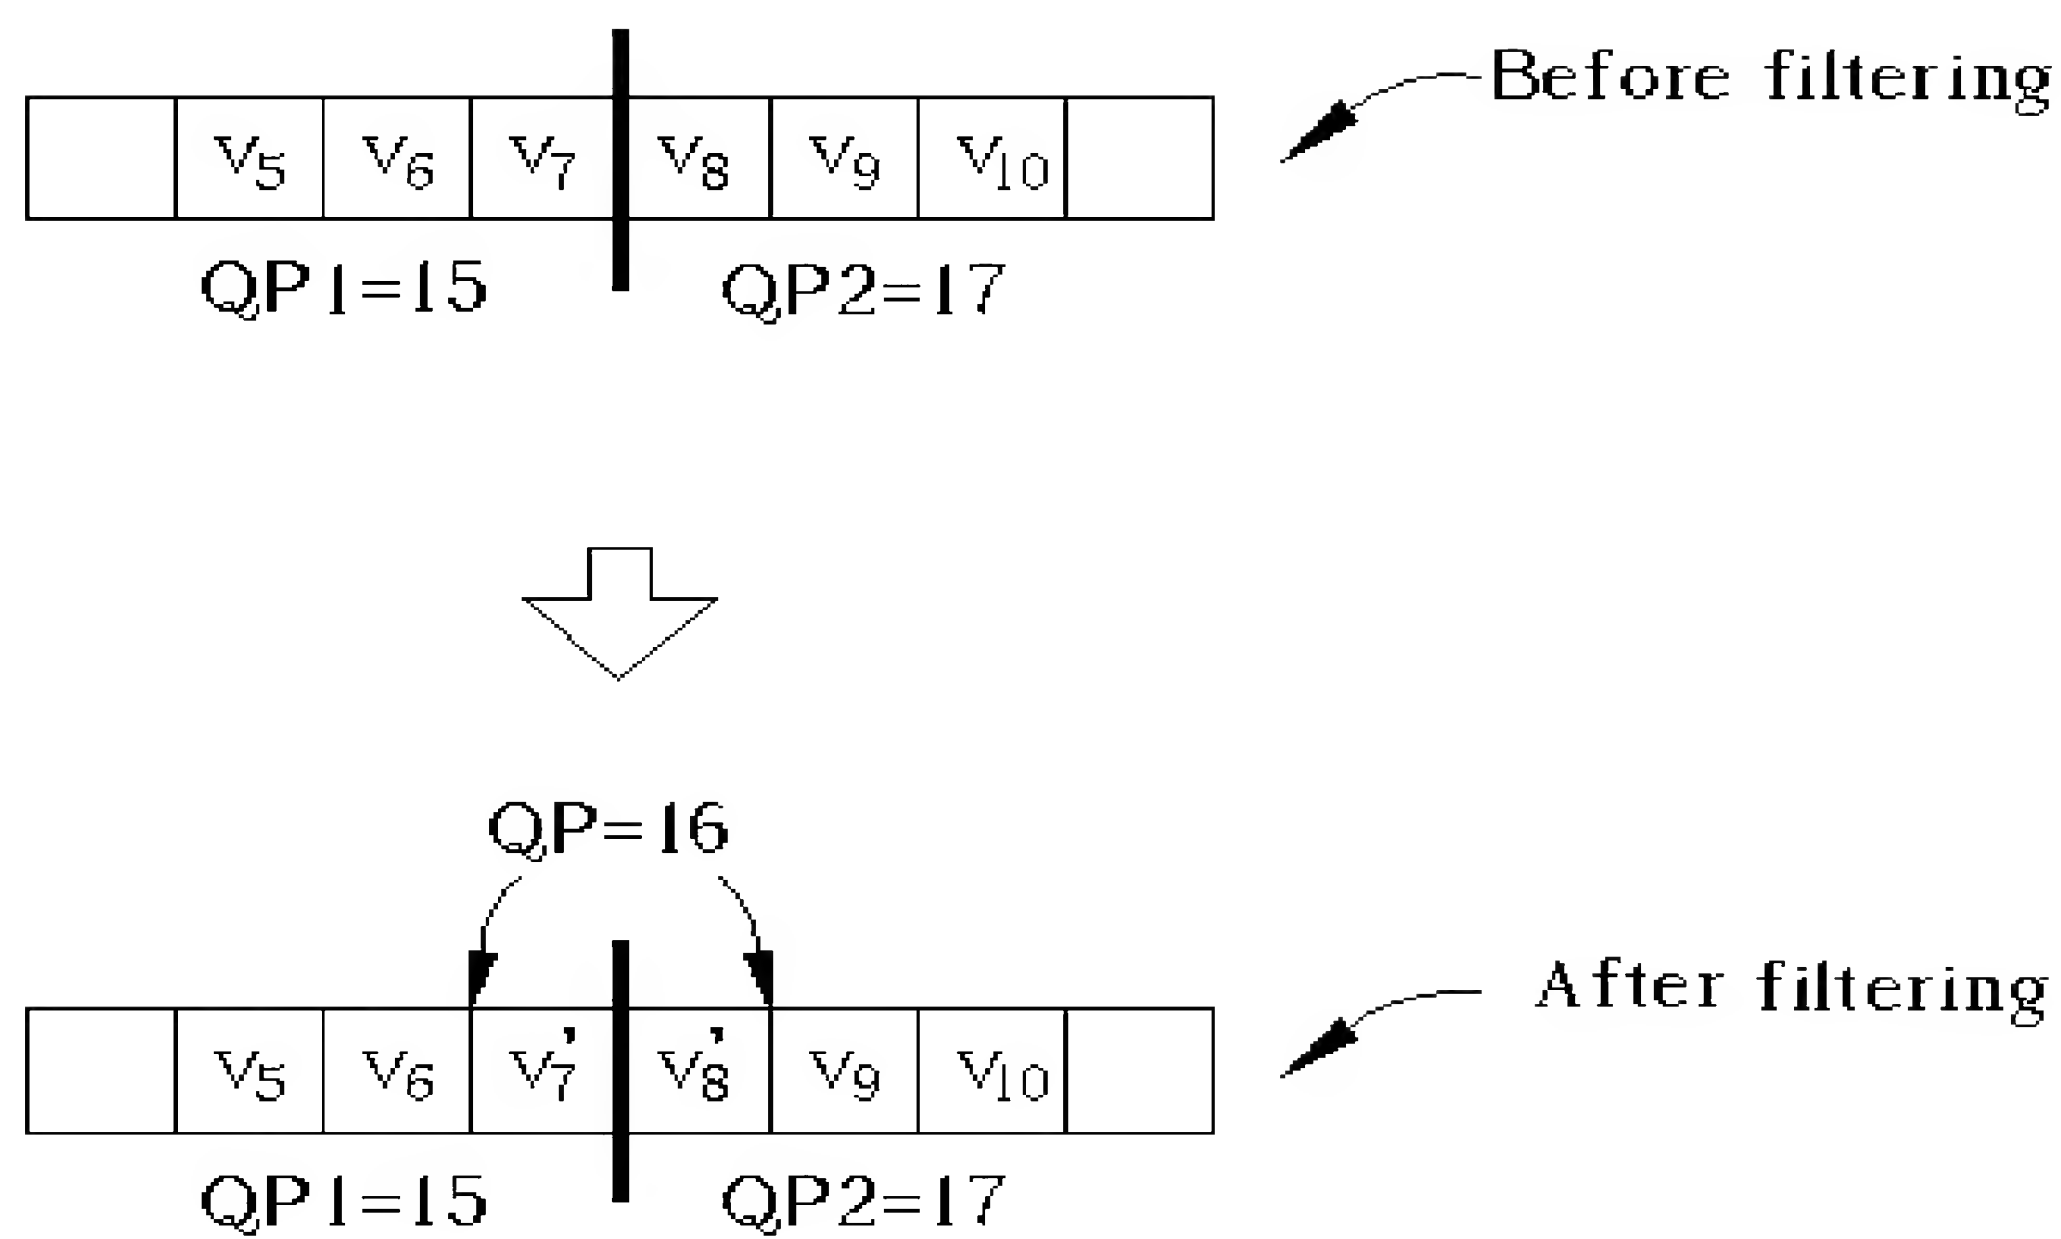 Before filtering
V5 V6 V7 V8 V9 V10
QP1=15 QP2=17
QP=16
After filtering
V5 V6 V7' V8' V9 V10
QP1=15 QP2=17